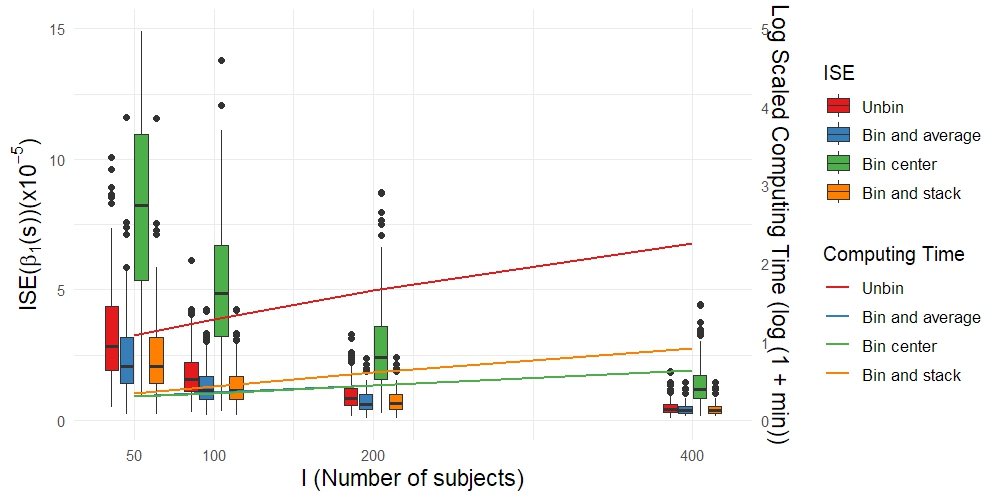 ISE(β₁(s))(x10⁻⁵)
15
10
5
0
50
100
200
400
I (Number of subjects)
5
4
3
2
1
0
Log Scaled Computing Time (log (1 + min))
ISE
Unbin
Bin and average
Bin center
Bin and stack
Computing Time
Unbin
Bin and average
Bin center
Bin and stack